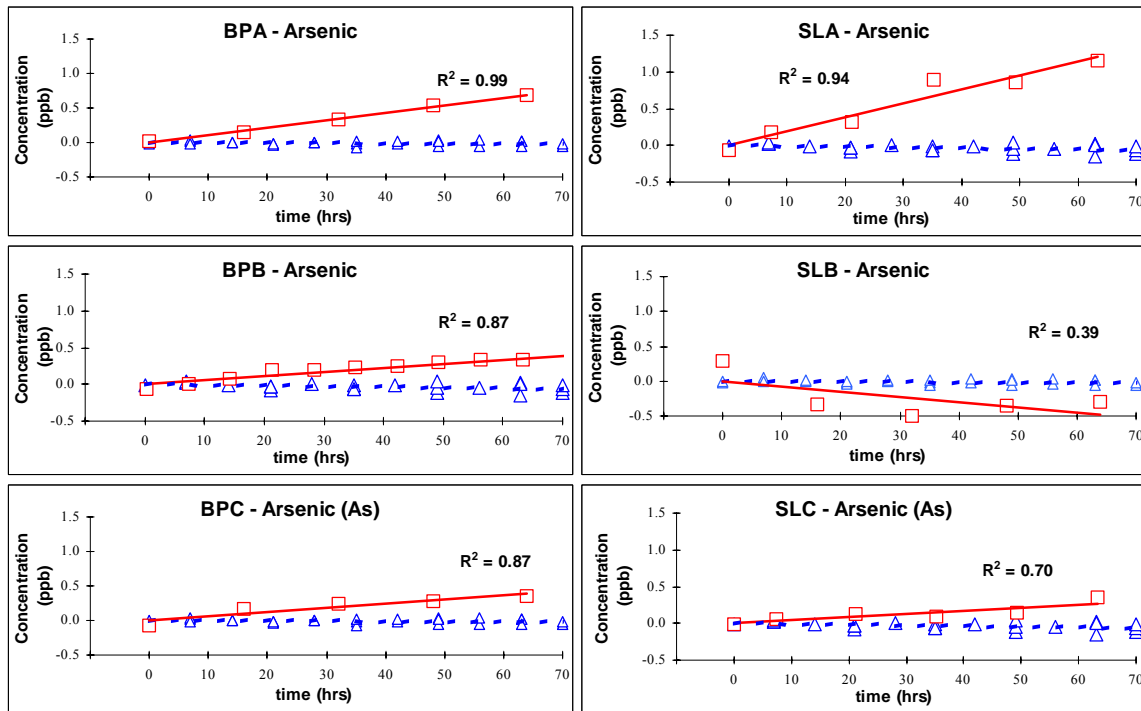 BPA - Arsenic
Concentration
(ppb)
1.5
1.0
0.5
0.0
-0.5
R² = 0.99
0 10 20 30 40 50 60 70
time (hrs)
SLA - Arsenic
Concentration
(ppb)
1.5
1.0
0.5
0.0
-0.5
R² = 0.94
0 10 20 30 40 50 60 70
time (hrs)
BPB - Arsenic
Concentration
(ppb)
1.5
1.0
0.5
0.0
-0.5
R² = 0.87
0 10 20 30 40 50 60 70
time (hrs)
SLB - Arsenic
Concentration
(ppb)
1.5
1.0
0.5
0.0
-0.5
R² = 0.39
0 10 20 30 40 50 60 70
time (hrs)
BPC - Arsenic (As)
Concentration
(ppb)
1.5
1.0
0.5
0.0
-0.5
R² = 0.87
0 10 20 30 40 50 60 70
time (hrs)
SLC - Arsenic (As)
Concentration
(ppb)
1.5
1.0
0.5
0.0
-0.5
R² = 0.70
0 10 20 30 40 50 60 70
time (hrs)